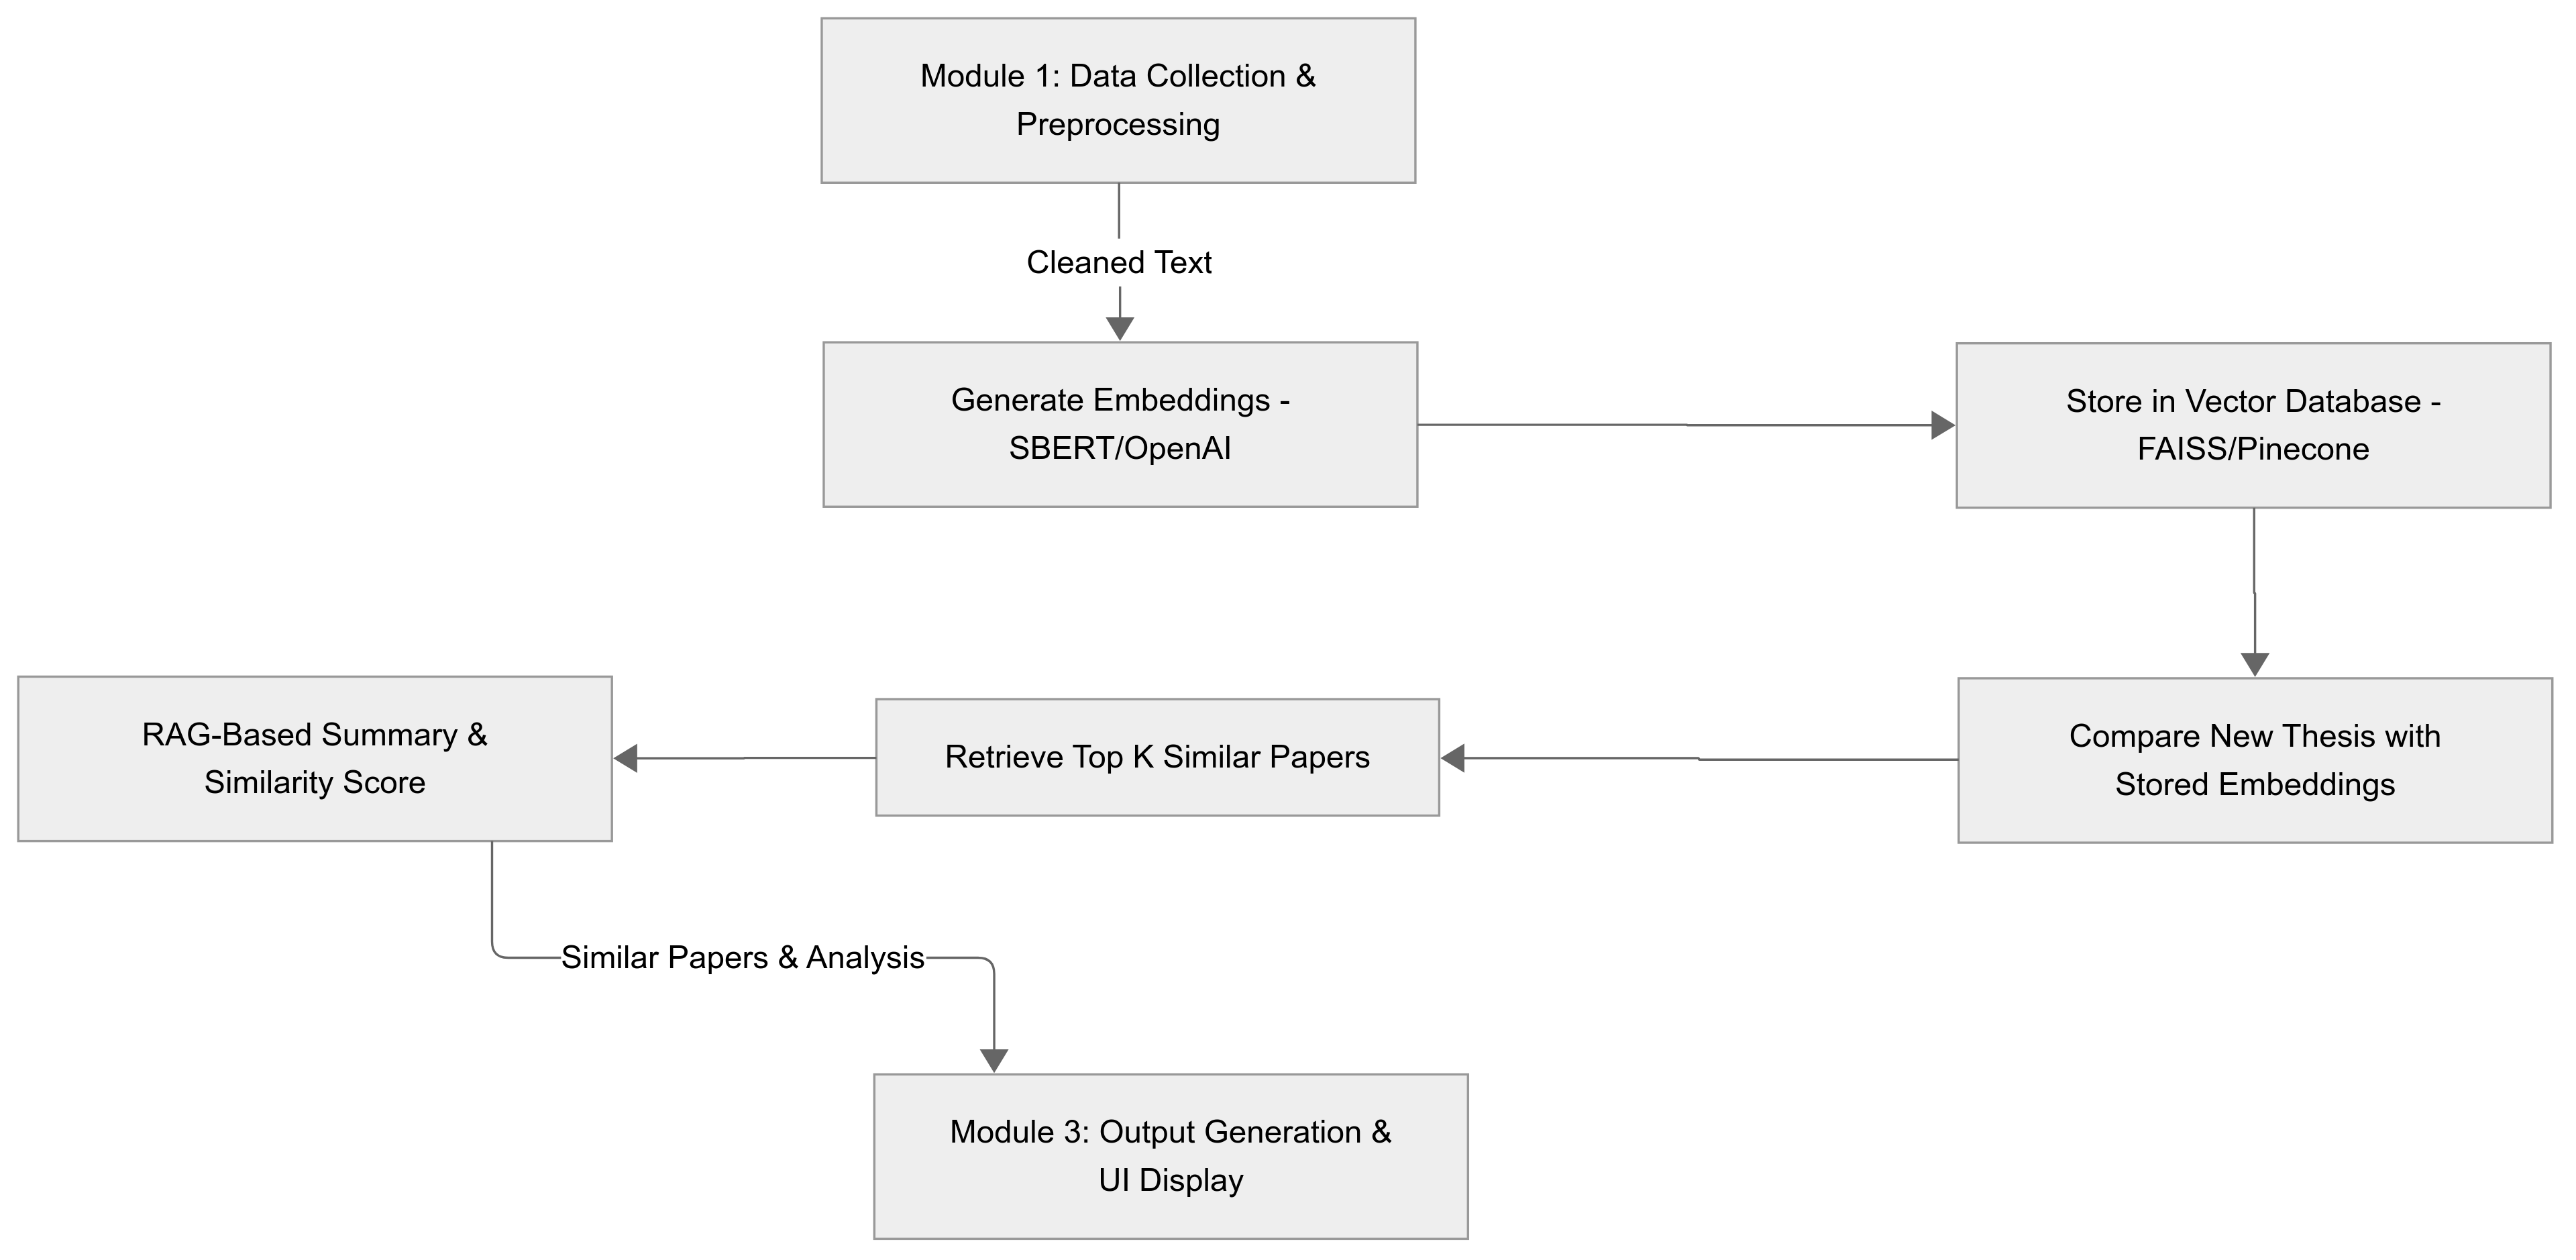 Module 1: Data Collection &
Preprocessing
Cleaned Text
Generate Embeddings -
SBERT/OpenAI
Store in Vector Database -
FAISS/Pinecone
Compare New Thesis with
Stored Embeddings
Retrieve Top K Similar Papers
RAG-Based Summary &
Similarity Score
Similar Papers & Analysis
Module 3: Output Generation &
UI Display